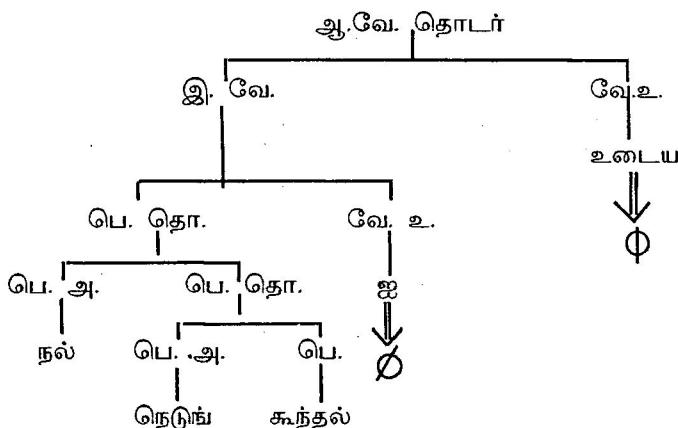 ஆ.வே. தொடர்
இ. வே. வே.உ.
உடைய
பெ. தொ. வே. உ. ϕ
பெ. அ. பெ. தொ. ஐ
நல் பெ. .அ. பெ. ϕ
நெடுங் கூந்தல்